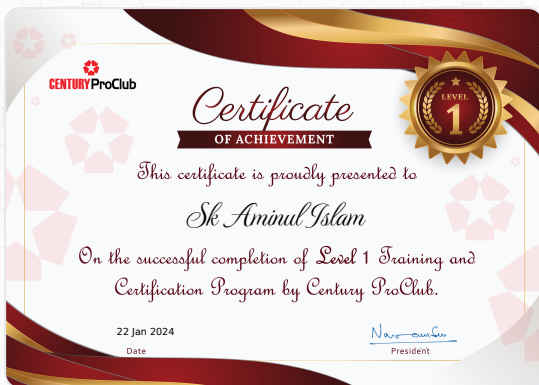 CENTURY ProClub
Certificate
OF ACHIEVEMENT
LEVEL
1
This certificate is proudly presented to
Sk Aminul Islam
On the successful completion of Level 1 Training and
Certification Program by Century ProClub.
22 Jan 2024
Date
President